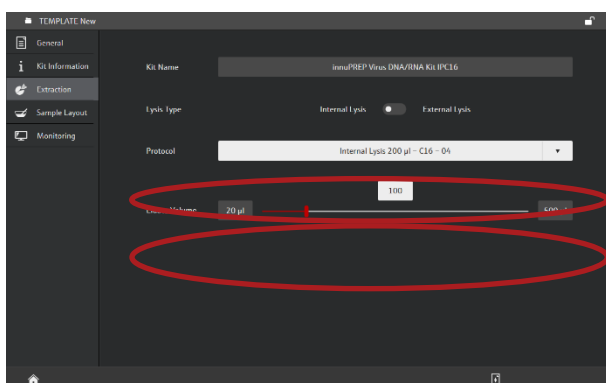 TEMPLATE New
General
Kit Information
Extraction
Sample Layout
Monitoring
Kit Name
innuPREP Virus DNA/RNA Kit IPC16
Lysis Type
Internal Lysis
External Lysis
Protocol
Internal Lysis 200 µl – C16 – 04
100
Volume
20 µl